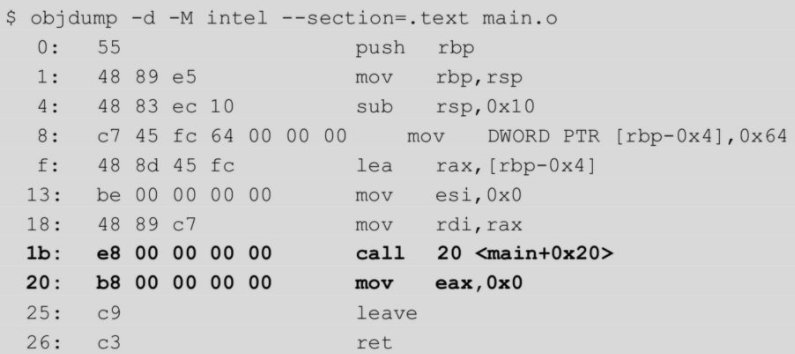 $ objdump -d -M intel --section=.text main.o
0: 55 push rbp
1: 48 89 e5 mov rbp,rsp
4: 48 83 ec 10 sub rsp,0x10
8: c7 45 fc 64 00 00 00 mov DWORD PTR [rbp-0x4],0x64
f: 48 8d 45 fc lea rax,[rbp-0x4]
13: be 00 00 00 00 mov esi,0x0
18: 48 89 c7 mov rdi,rax
1b: e8 00 00 00 00 call 20 <main+0x20>
20: b8 00 00 00 00 mov eax,0x0
25: c9 leave
26: c3 ret